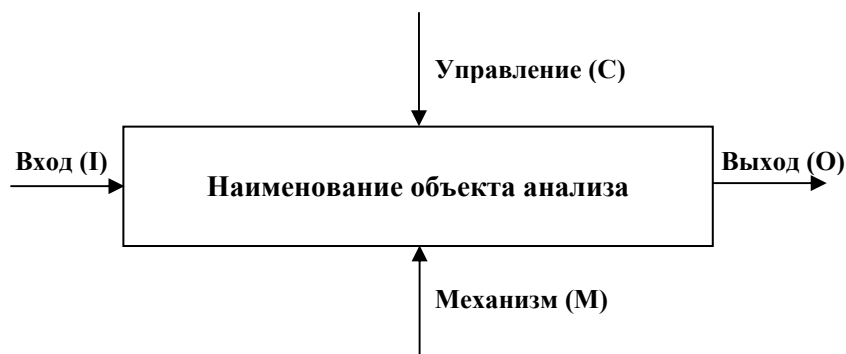 Управление (С)
Вход (I)
Наименование объекта анализа
Выход (О)
Механизм (М)